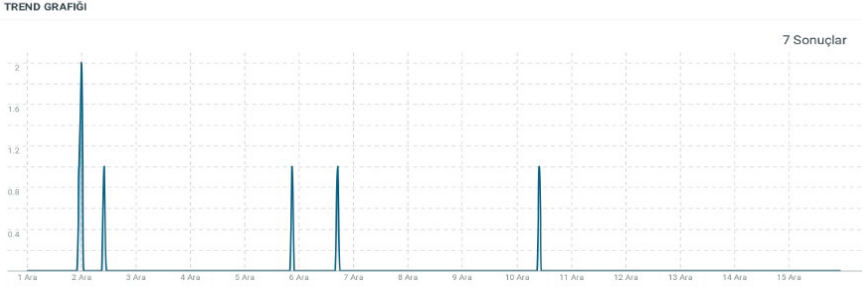 TREND GRAFIĞI
7 Sonuçlar
2
1.6
1.2
0.8
0.4
1 Ara 2 Ara 3 Ara 4 Ara 5 Ara 6 Ara 7 Ara 8 Ara 9 Ara 10 Ara 11 Ara 12 Ara 13 Ara 14 Ara 15 Ara